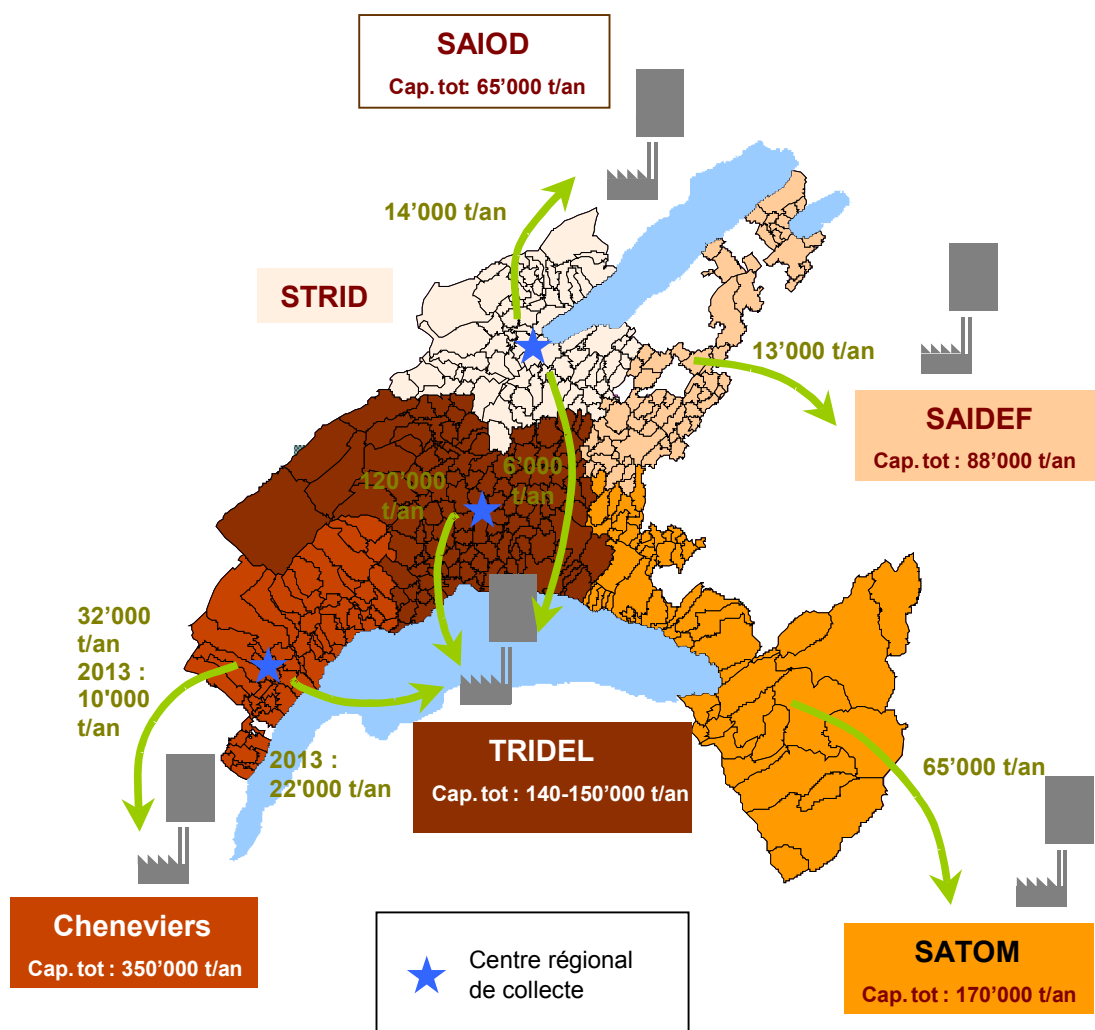 SAIOD
Cap. tot: 65’000 t/an
14’000 t/an
STRID
13’000 t/an
SAIDEF
Cap. tot : 88’000 t/an
120’000
t/an
6’000
t/an
32’000
t/an
2013 :
10'000
t/an
2013 :
22'000 t/an
TRIDEL
Cap. tot : 140-150’000 t/an
65’000 t/an
Cheneviers
Cap. tot : 350’000 t/an
Centre régional
de collecte
SATOM
Cap. tot : 170’000 t/an